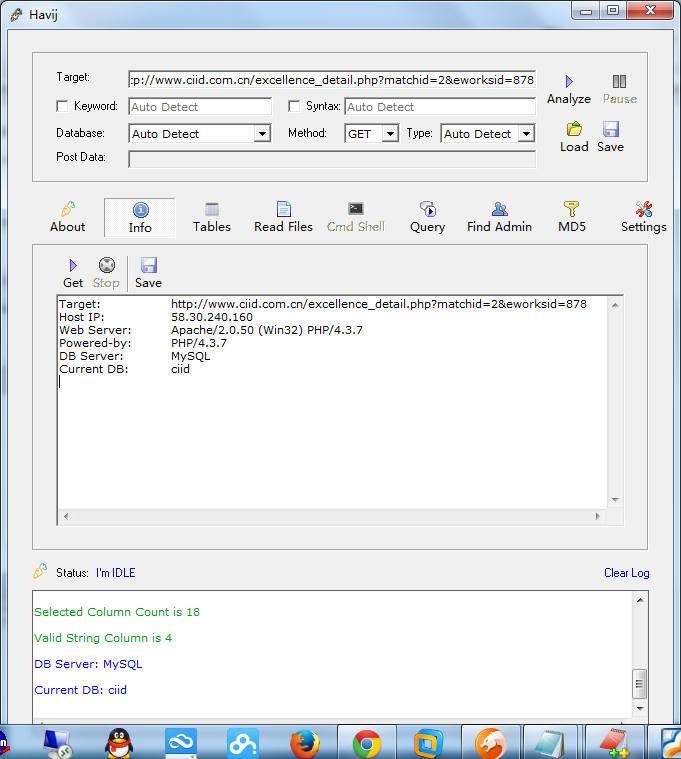 Havij
Target: :p://www.ciid.com.cn/excellence_detail.php?matchid=2&eworksid=878
Analyze Pause
Keyword: Auto Detect Syntax: Auto Detect
Database: Auto Detect Method: GET Type: Auto Detect
Load Save
Post Data:
About Info Tables Read Files Cmd Shell Query Find Admin MD5 Settings
Get Stop Save
Target: http://www.ciid.com.cn/excellence_detail.php?matchid=2&eworksid=878
Host IP: 58.30.240.160
Web Server: Apache/2.0.50 (Win32) PHP/4.3.7
Powered-by: PHP/4.3.7
DB Server: MySQL
Current DB: ciid
Status: I'm IDLE Clear Log
Selected Column Count is 18
Valid String Column is 4
DB Server: MySQL
Current DB: ciid